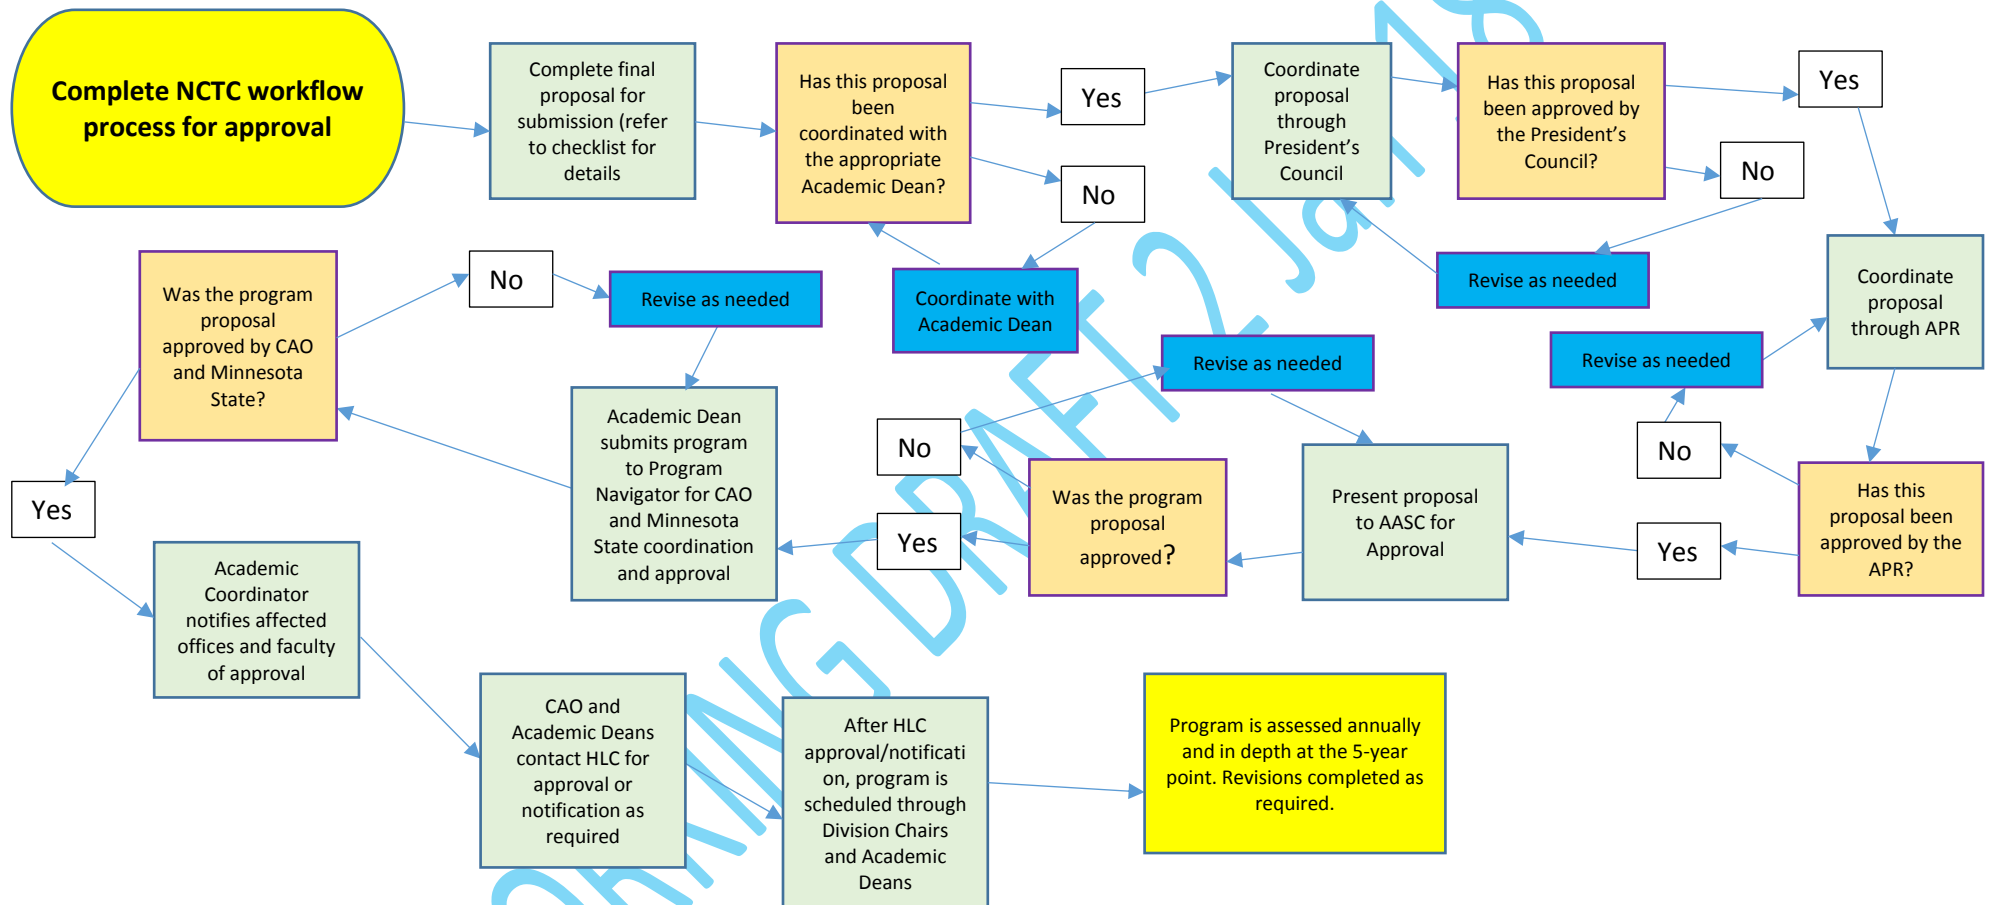 Complete NCTC workflow
process for approval
Complete final
proposal for
submission (refer
to checklist for
details
Has this proposal
been
coordinated with
the appropriate
Academic Dean?
Yes
No
Coordinate with
Academic Dean
Coordinate
proposal
through
President's
Council
Has this proposal
been approved by
the President's
Council?
Yes
No
Revise as needed
Coordinate
proposal
through APR
Has this
proposal been
approved by the
APR?
No
Revise as needed
Yes
Present proposal
to AASC for
Approval
Was the program
proposal
approved?
No
Revise as needed
Yes
Academic Dean
submits program
to Program
Navigator for CAO
and Minnesota
State coordination
and approval
Was the program
proposal
approved by CAO
and Minnesota
State?
No
Revise as needed
Yes
Academic
Coordinator
notifies affected
offices and faculty
of approval
CAO and
Academic Deans
contact HLC for
approval or
notification as
required
After HLC
approval/notificati
on, program is
scheduled through
Division Chairs
and Academic
Deans
Program is assessed annually
and in depth at the 5-year
point. Revisions completed as
required.
DRAFT 2